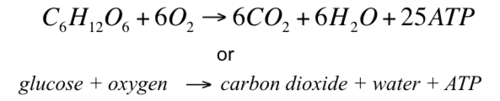 C₆H₁₂O₆ + 6O₂ → 6CO₂ + 6H₂O + 25ATP
or
glucose + oxygen → carbon dioxide + water + ATP